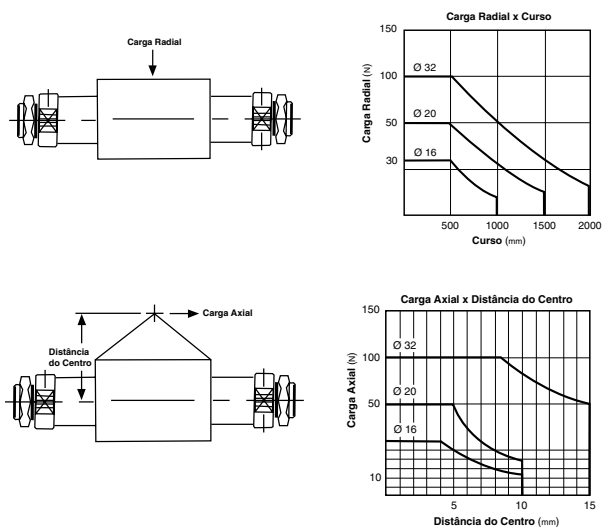 Carga Radial
Carga Radial x Curso
Carga Radial (N)
150
100
50
30
Ø 32
Ø 20
Ø 16
500 1000 1500 2000
Curso (mm)
Carga Axial
Distância
do Centro
Carga Axial x Distância do Centro
Carga Axial (N)
150
100
50
10
Ø 32
Ø 20
Ø 16
5 10 15
Distância do Centro (mm)